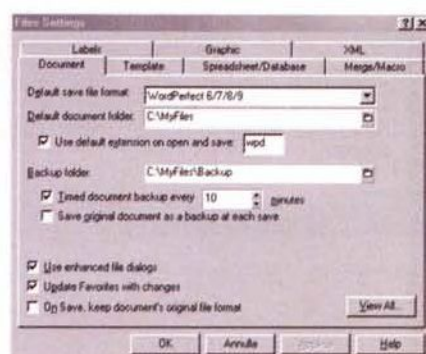 Files Settings
Labels Graphic XML
Document Template Spreadsheet/Database Merge/Macro
Default save file format: WordPerfect 6/7/8/9
Default document folder: C:\MyFiles
Use default extension on open and save: wpd
Backup folder: C:\MyFiles\Backup
Timed document backup every 10 minutes
Save original document as a backup at each save
Use enhanced file dialogs
Update Favorites with changes
On Save, keep document's original file format
View All...
OK Annulla Help